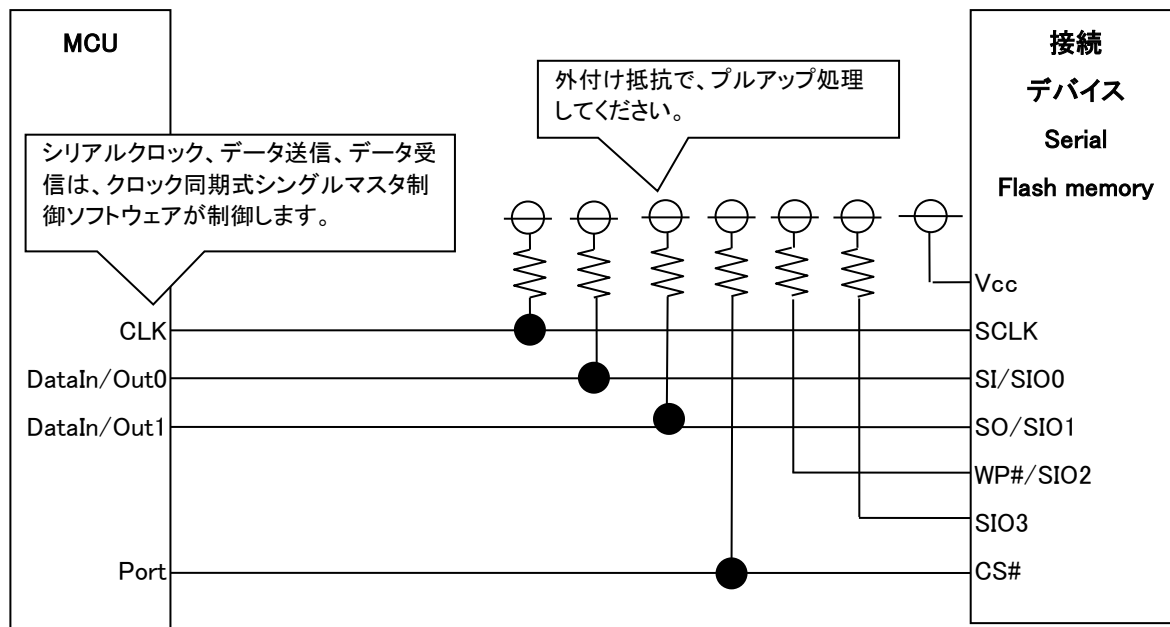 MCU
接続
デバイス
Serial
Flash memory
外付け抵抗で、プルアップ処理
してください。
シリアルクロック、データ送信、データ受
信は、クロック同期式シングルマスタ制
御ソフトウェアが制御します。
Vcc
CLK
SCLK
DataIn/Out0
SI/SIO0
DataIn/Out1
SO/SIO1
WP#/SIO2
SIO3
Port
CS#